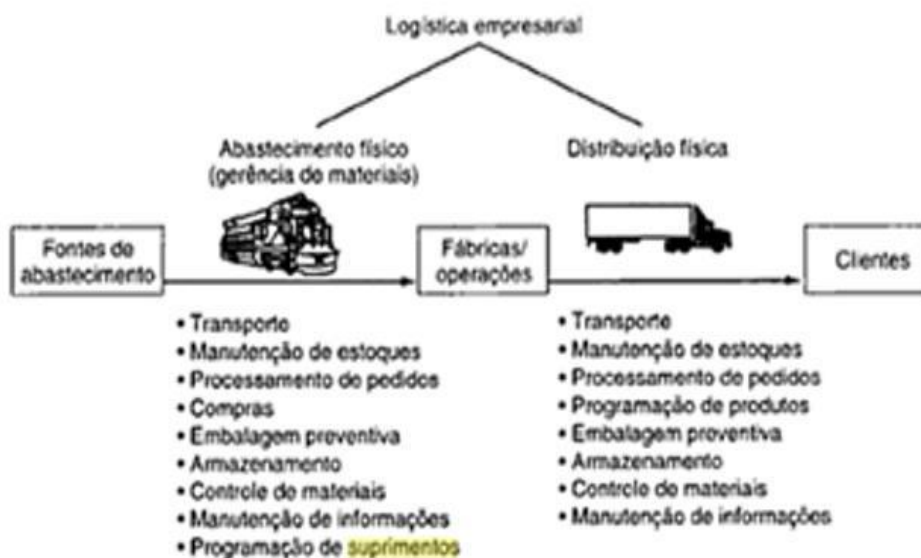 Logística empresarial
Abastecimento físico
(gerência de materiais)
Distribuição física
Fontes de
abastecimento
Fábricas/
operações
Clientes
• Transporte
• Manutenção de estoques
• Processamento de pedidos
• Compras
• Embalagem preventiva
• Armazenamento
• Controle de materiais
• Manutenção de informações
• Programação de suprimentos
• Transporte
• Manutenção de estoques
• Processamento de pedidos
• Programação de produtos
• Embalagem preventiva
• Armazenamento
• Controle de materiais
• Manutenção de informações